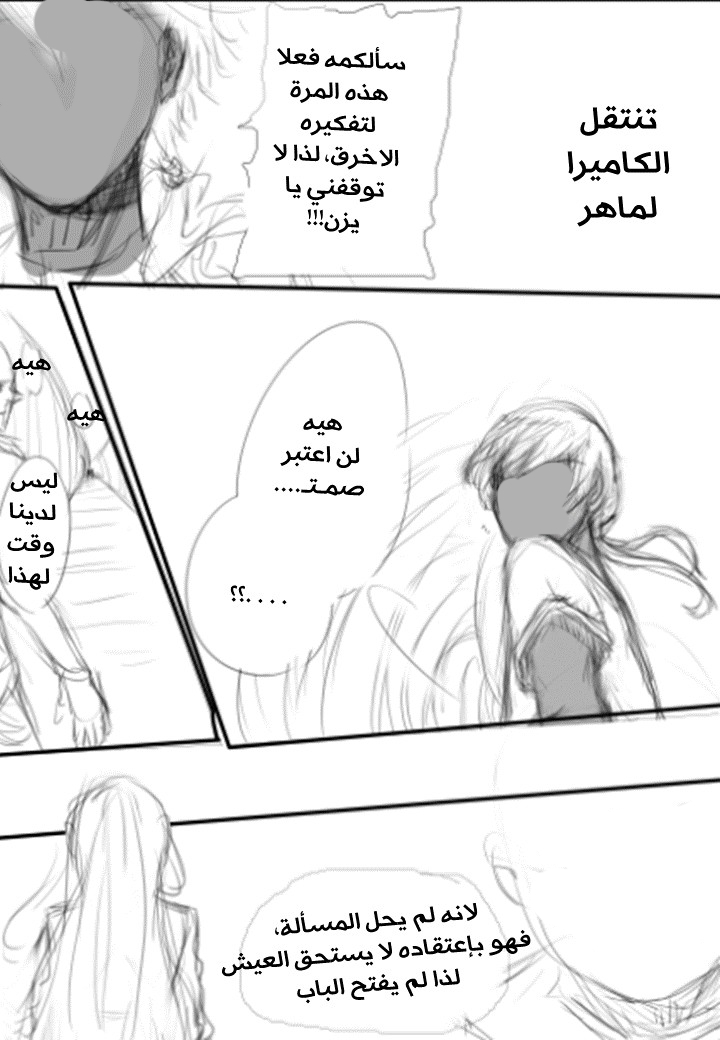 تنتقل
الكاميرا
لماهر
سألكمه فعلا
هذه المرة
لتفكيره
الاخرق، لذا لا
توقفني يا
يزن!!!
هيه
لن اعتبر
صمتـ....
....؟؟
هيه
هيه
ليس
لدينا
وقت
لهذا
لانه لم يحل المسألة،
فهو بإعتقاده لا يستحق العيش
لذا لم يفتح الباب